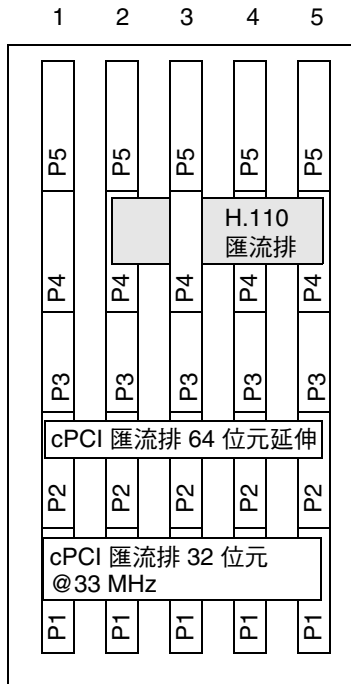 1 2 3 4 5
P5 P5 P5 P5 P5
H.110
匯流排
P4 P4 P4 P4 P4
P3 P3 P3 P3 P3
cPCI 匯流排 64 位元延伸
P2 P2 P2 P2 P2
cPCI 匯流排 32 位元
@33 MHz
P1 P1 P1 P1 P1